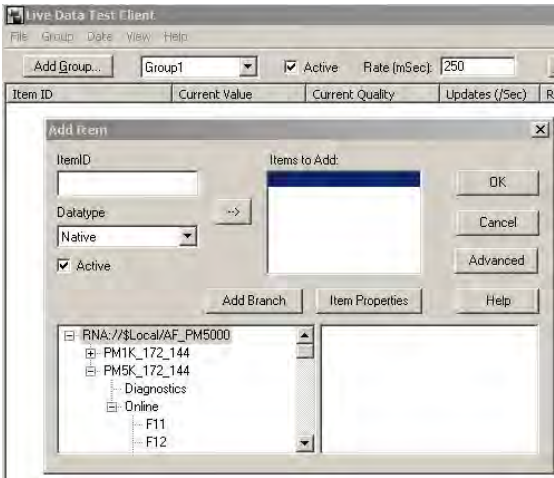 Live Data Test Client
File Group Date View Help
Add Group... Group1 Active Rate (mSec): 250
Item ID Current Value Current Quality Updates (/Sec) R
Add Item
ItemID Items to Add:
--> OK
Datatype Cancel
Native
Active Advanced
Add Branch Item Properties Help
RNA://$Local/AF_PM5000
PM1K_172_144
PM5K_172_144
Diagnostics
Online
F11
F12